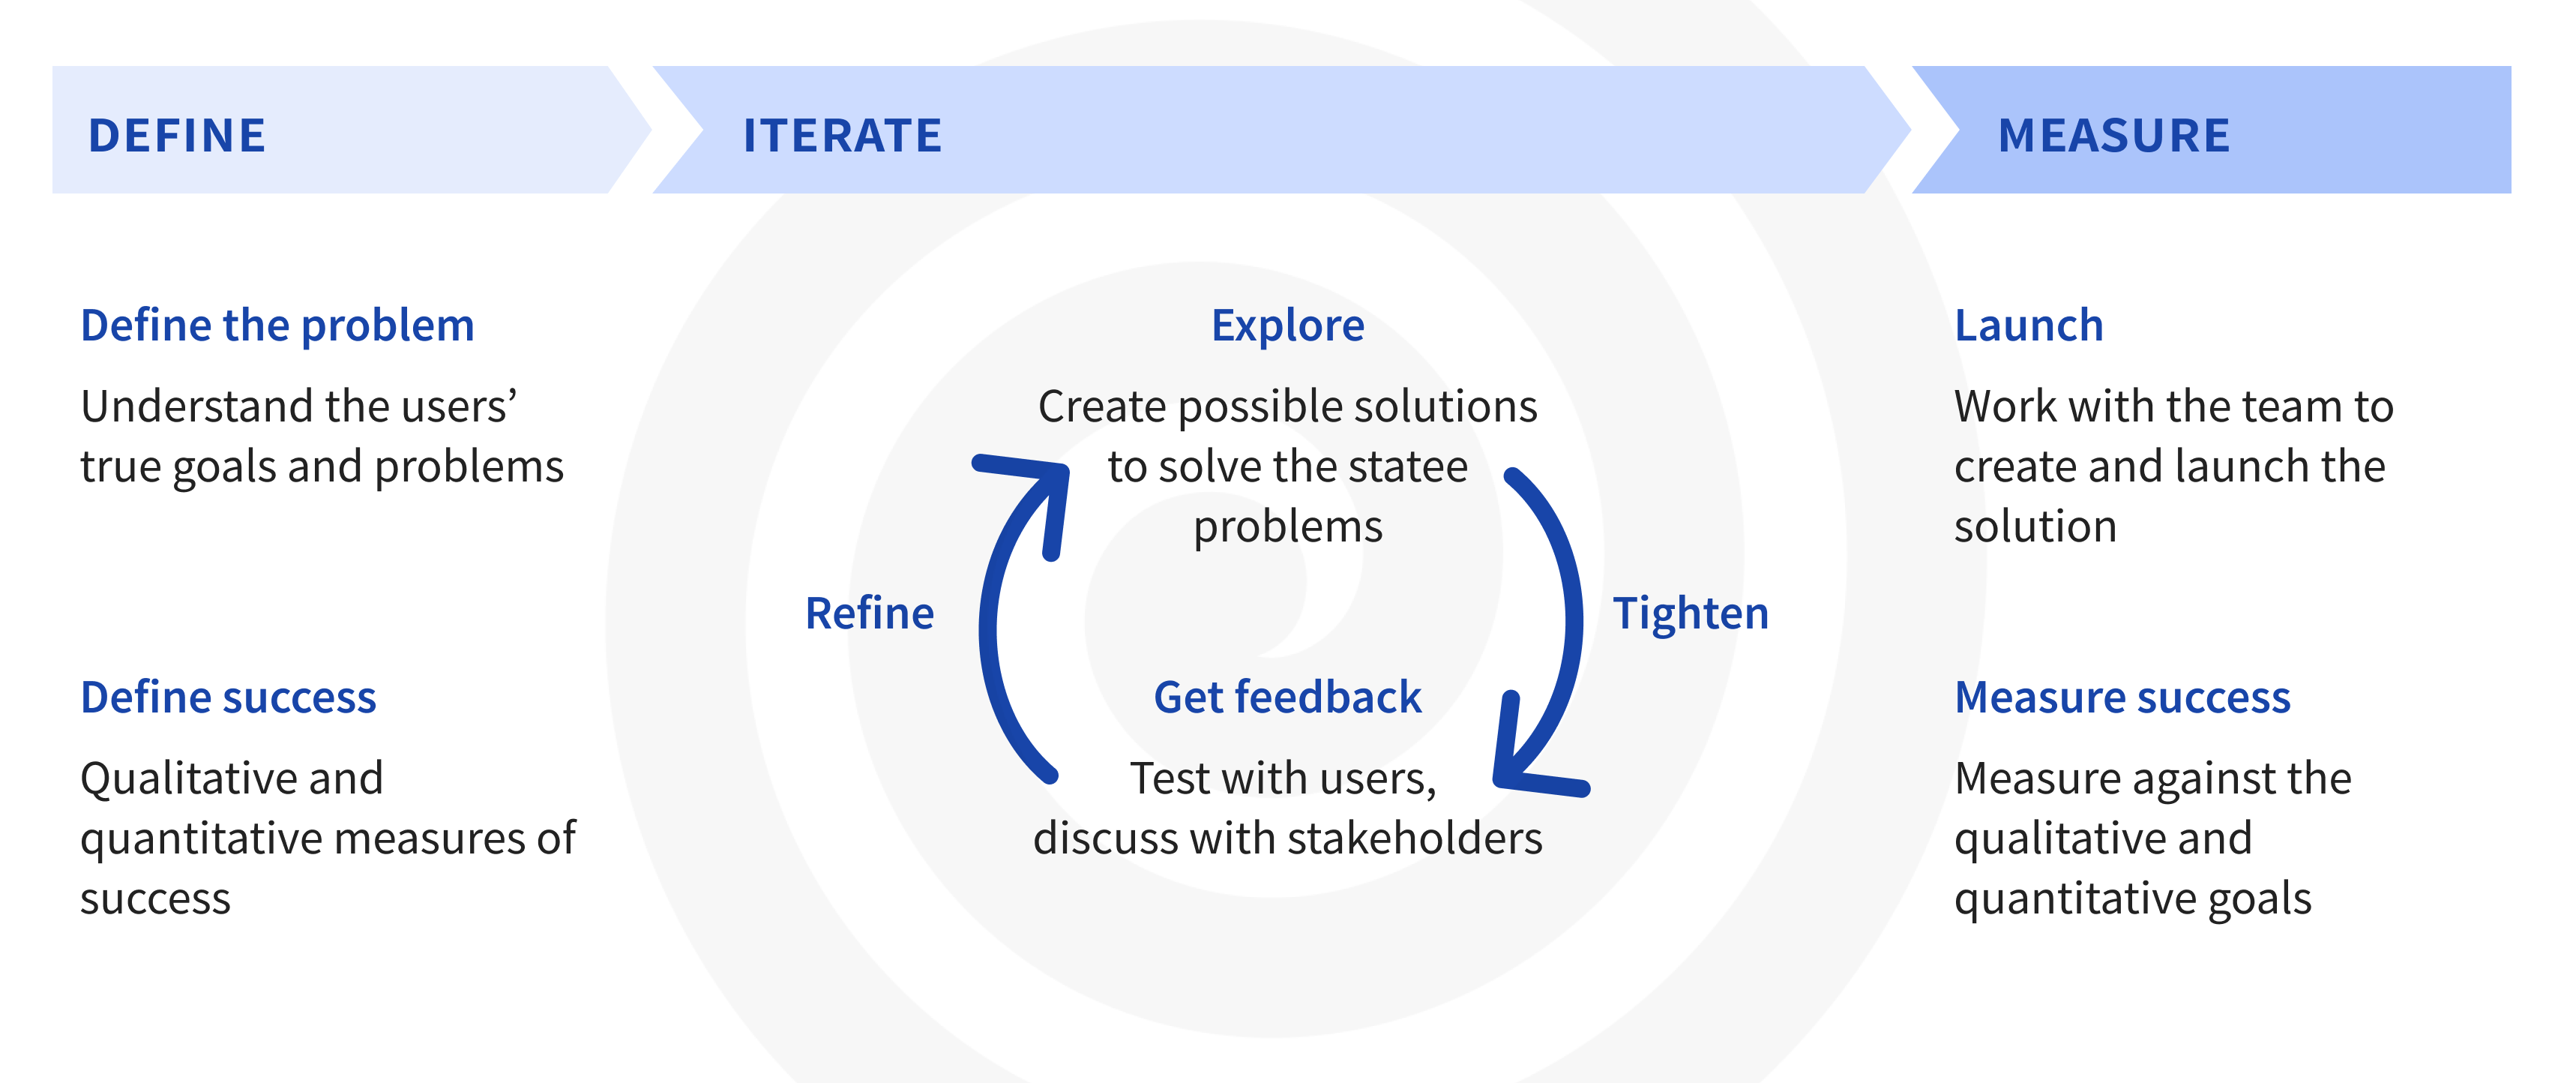 DEFINE
ITERATE
MEASURE
Define the problem
Understand the users’
true goals and problems
Define success
Qualitative and
quantitative measures of
success
Explore
Create possible solutions
to solve the statee
problems
Refine
Tighten
Get feedback
Test with users,
discuss with stakeholders
Launch
Work with the team to
create and launch the
solution
Measure success
Measure against the
qualitative and
quantitative goals